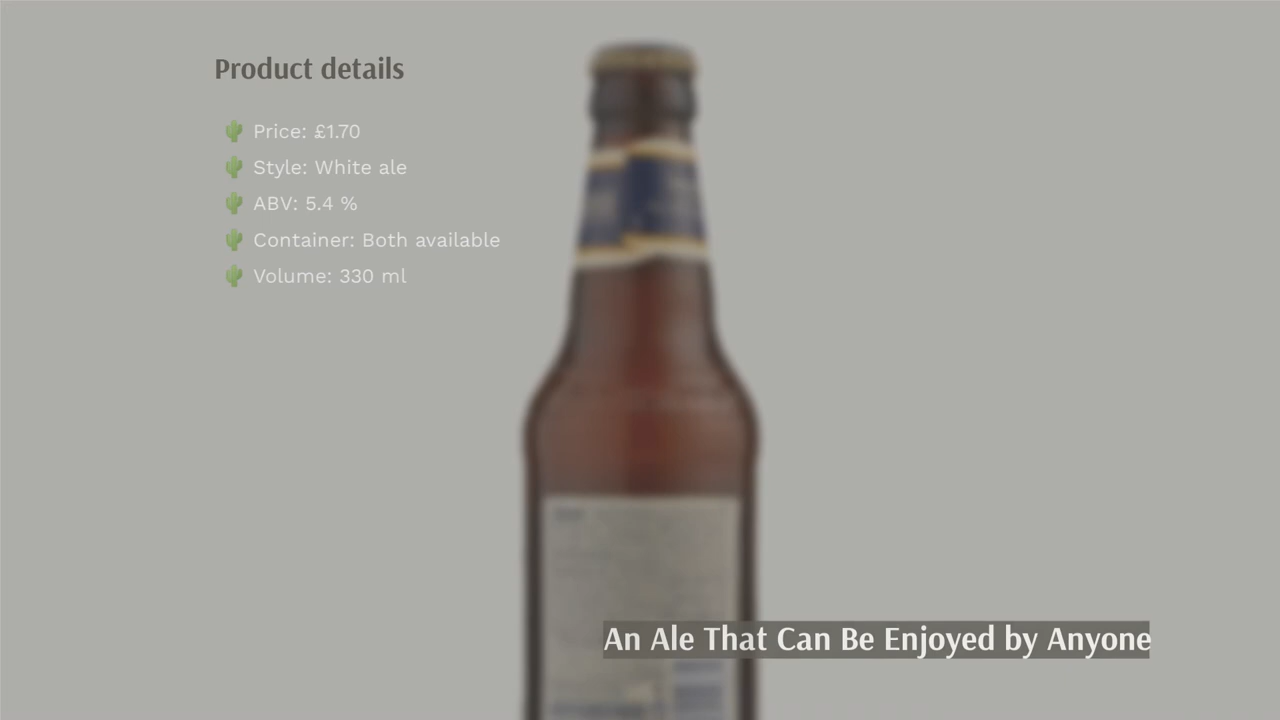 Product details
Price: £1.70
Style: White ale
ABV: 5.4 %
Container: Both available
Volume: 330 ml
An Ale That Can Be Enjoyed by Anyone